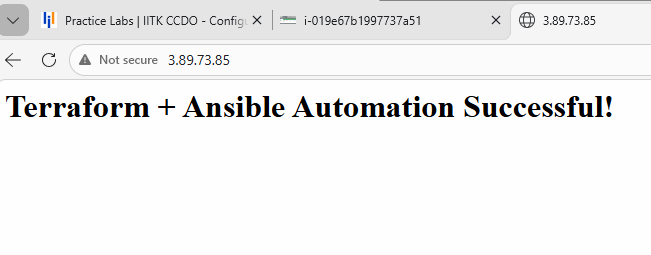 Practice Labs | IITK CCDO - Config
i-019e67b1997737a51
3.89.73.85
Not secure 3.89.73.85
Terraform + Ansible Automation Successful!